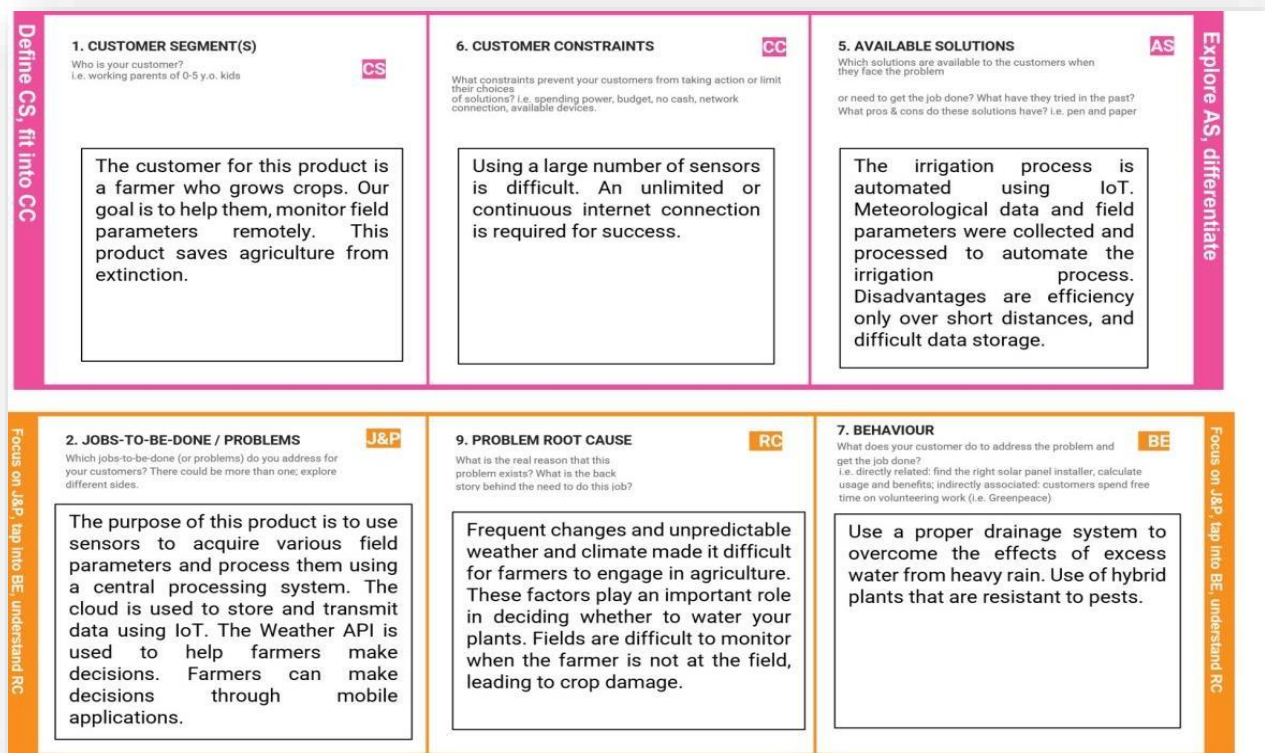 Define CS, fit into CC
1. CUSTOMER SEGMENT(S)
Who is your customer?
i.e. working parents of 0-5 y.o. kids
CS
The customer for this product is
a farmer who grows crops. Our
goal is to help them, monitor field
parameters remotely. This
product saves agriculture from
extinction.
6. CUSTOMER CONSTRAINTS
CC
What constraints prevent your customers from taking action or limit
their choices
of solutions? i.e. spending power, budget, no cash, network
connection, available devices.
Using a large number of sensors
is difficult. An unlimited or
continuous internet connection
is required for success.
5. AVAILABLE SOLUTIONS
AS
Which solutions are available to the customers when
they face the problem
or need to get the job done? What have they tried in the past?
What pros & cons do these solutions have? i.e. pen and paper
The irrigation process is
automated using IoT.
Meteorological data and field
parameters were collected and
processed to automate the
irrigation process.
Disadvantages are efficiency
only over short distances, and
difficult data storage.
Explore AS, differentiate
Focus on J&P, tap into BE, understand RC
2. JOBS-TO-BE-DONE / PROBLEMS
J&P
Which jobs-to-be-done (or problems) do you address for
your customers? There could be more than one; explore
different sides.
The purpose of this product is to use
sensors to acquire various field
parameters and process them using
a central processing system. The
cloud is used to store and transmit
data using IoT. The Weather API is
used to help farmers make
decisions. Farmers can make
decisions through mobile
applications.
9. PROBLEM ROOT CAUSE
RC
What is the real reason that this
problem exists? What is the back
story behind the need to do this job?
Frequent changes and unpredictable
weather and climate made it difficult
for farmers to engage in agriculture.
These factors play an important role
in deciding whether to water your
plants. Fields are difficult to monitor
when the farmer is not at the field,
leading to crop damage.
7. BEHAVIOUR
BE
What does your customer do to address the problem and
get the job done?
i.e. directly related: find the right solar panel installer, calculate
usage and benefits; indirectly associated: customers spend free
time on volunteering work (i.e. Greenpeace)
Use a proper drainage system to
overcome the effects of excess
water from heavy rain. Use of hybrid
plants that are resistant to pests.
Focus on J&P, tap into BE, understand RC